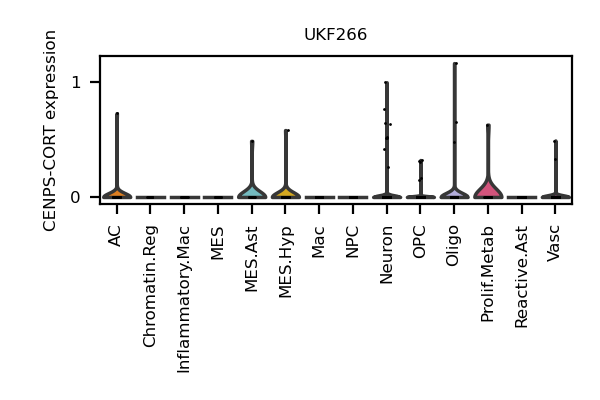 UKF266
CENPS-CORT expression
1
0
AC
Chromatin.Reg
Inflammatory.Mac
MES
MES.Ast
MES.Hyp
Mac
NPC
Neuron
OPC
Oligo
Prolif.Metab
Reactive.Ast
Vasc